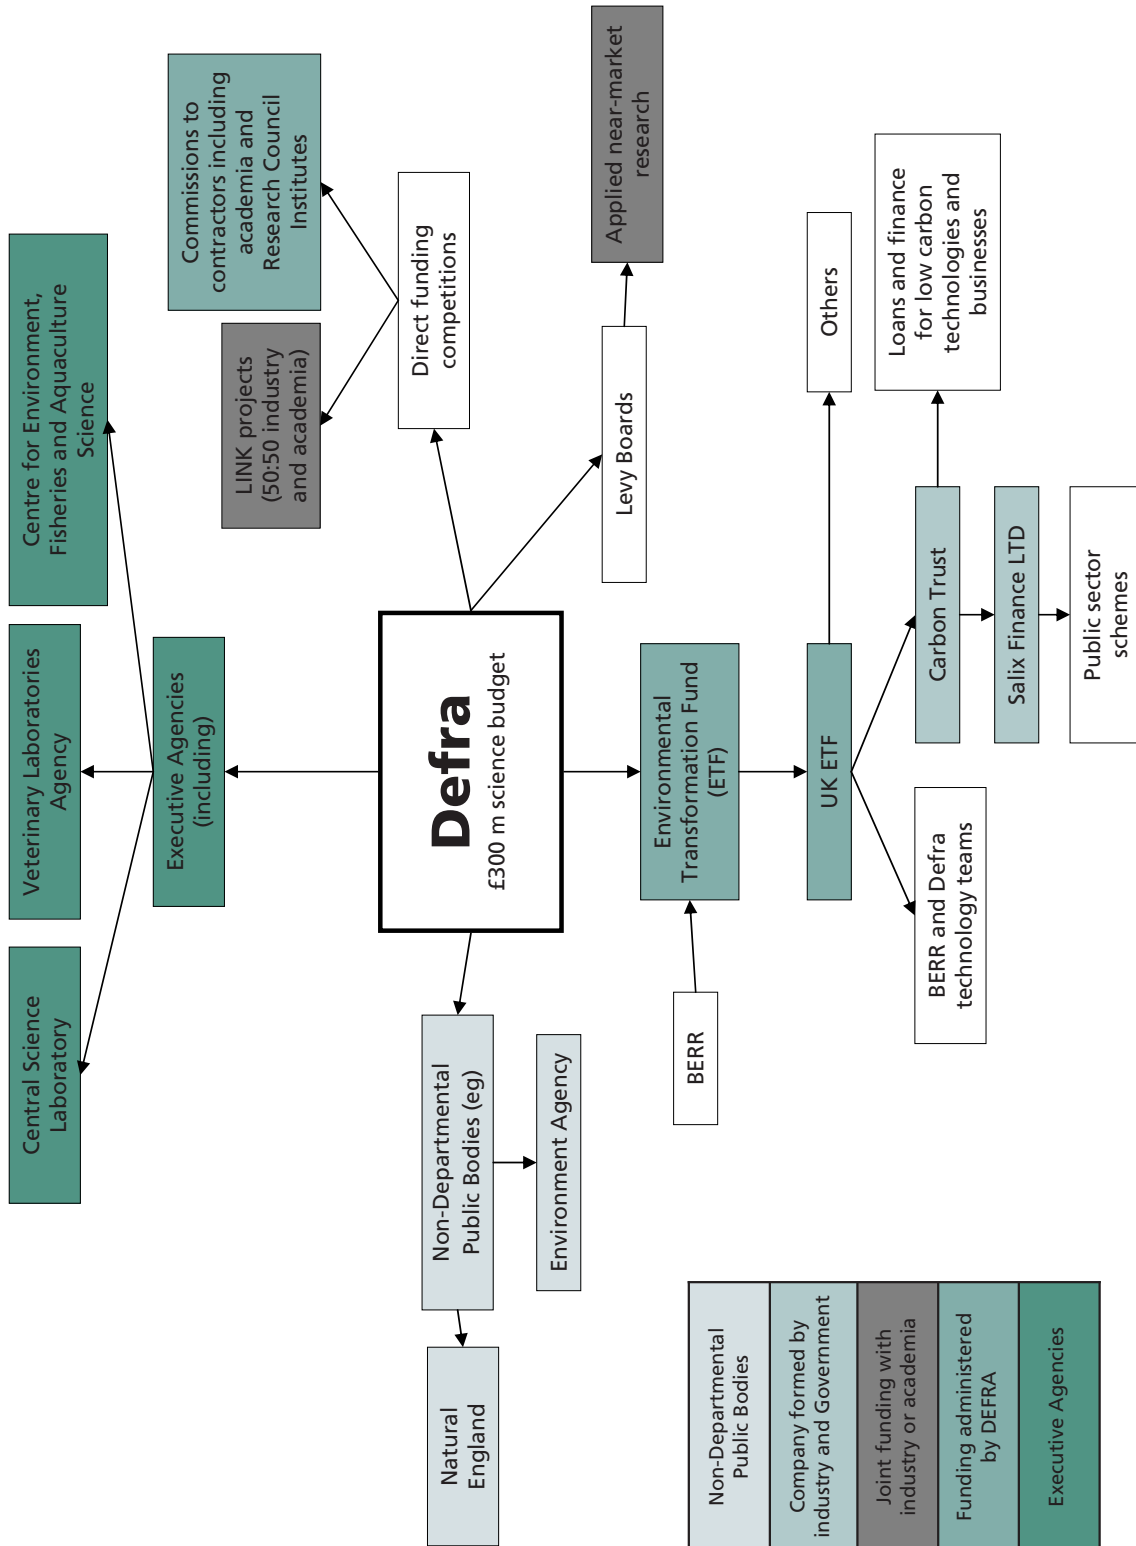 Central Science
Laboratory
Veterinary Laboratories
Agency
Centre for Environment,
Fisheries and Aquaculture
Science
Executive Agencies
(including)
Commissions to
contractors including
academia and
Research Council
Institutes
LINK projects
(50:50 industry
and academia)
Direct funding
competitions
Natural
England
Non-Departmental
Public Bodies (eg)
Environment Agency
Defra
£300 m science budget
Levy Boards
Applied near-market
research
BERR
Environmental
Transformation Fund
(ETF)
UK ETF
Others
BERR and Defra
technology teams
Carbon Trust
Loans and finance
for low carbon
technologies and
businesses
Salix Finance LTD
Public sector
schemes
Non-Departmental
Public Bodies
Company formed by
industry and Government
Joint funding with
industry or academia
Funding administered
by DEFRA
Executive Agencies